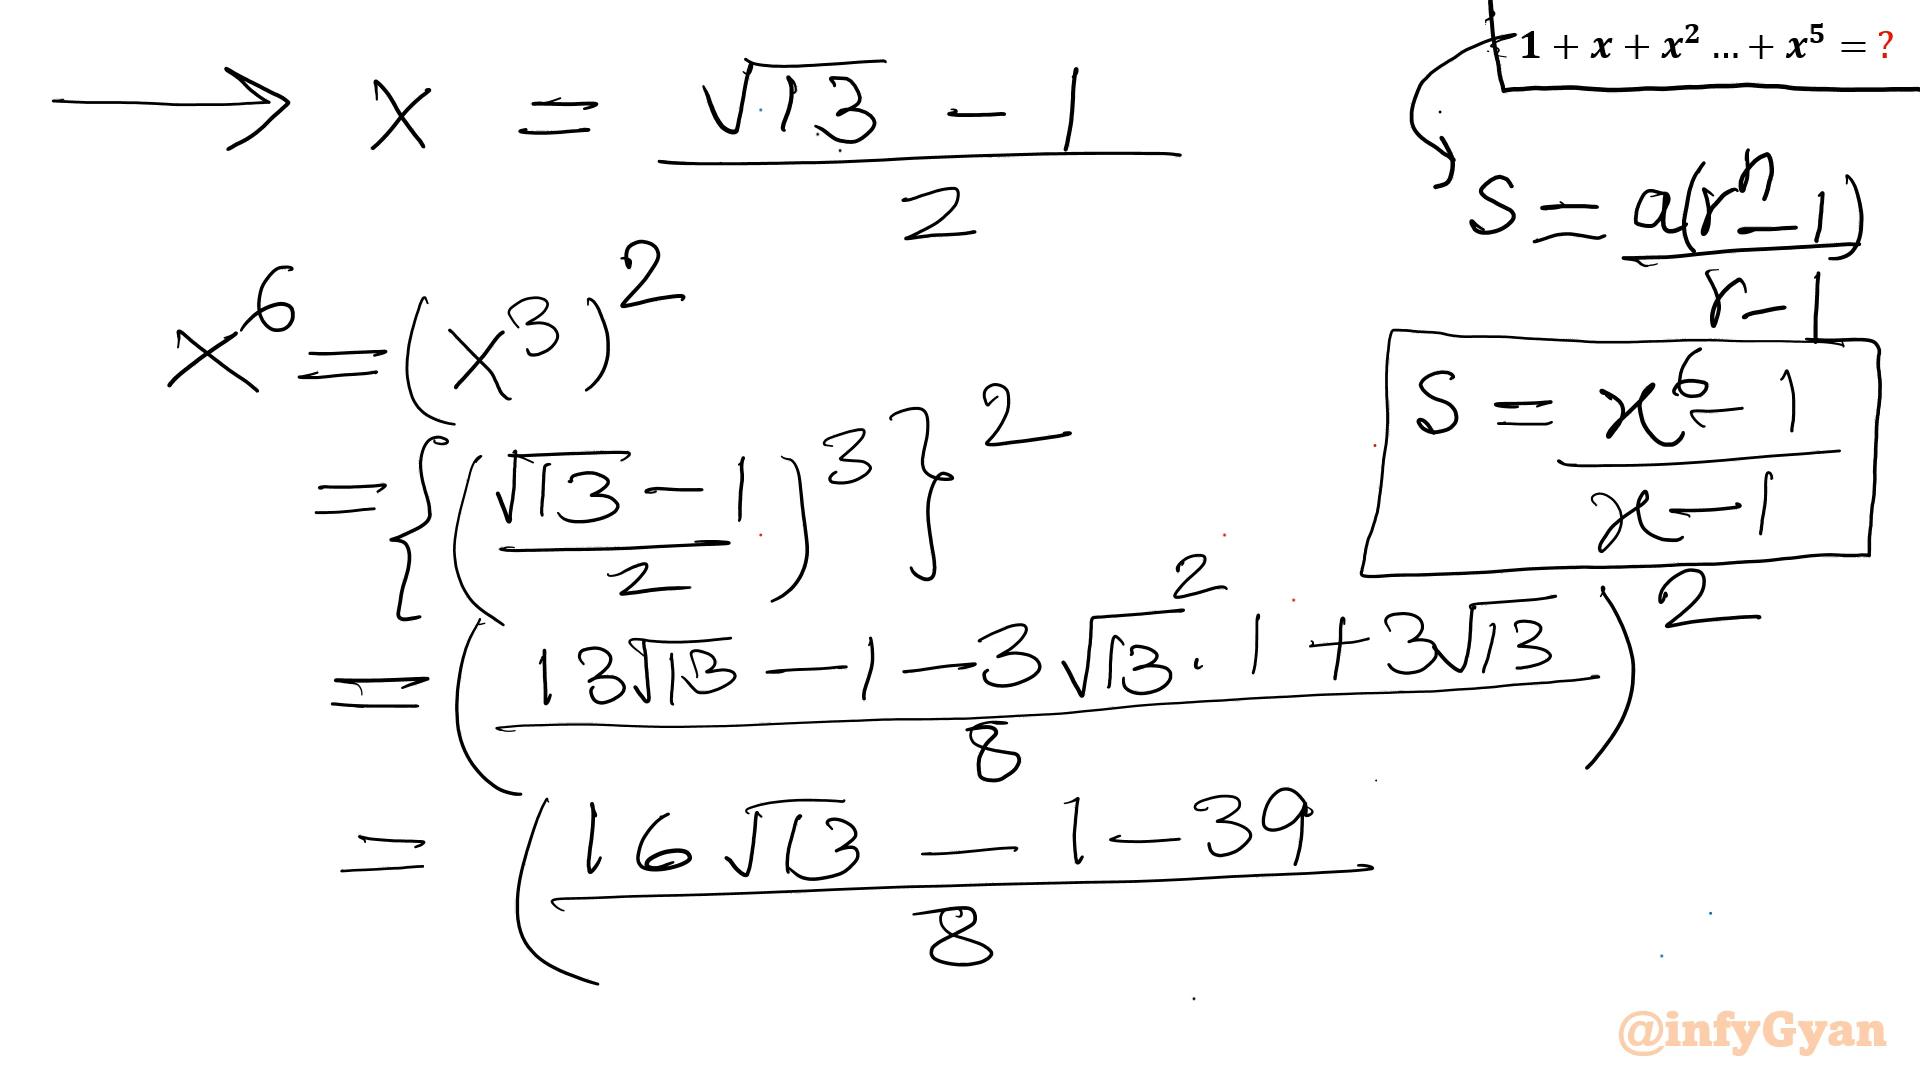 1 + x + x² ... + x⁵ = ?
→ x = (√13 − 1)/2
S = a(rⁿ − 1)/(r − 1)
x⁶ = (x³)²
S = (x⁶ − 1)/(x − 1)
= {((√13 − 1)/2)³}²
= ((13√13 − 1 − 3√13² · 1 + 3√13)/8)²
= ((16√13 − 1 − 39)/8
@infyGyan